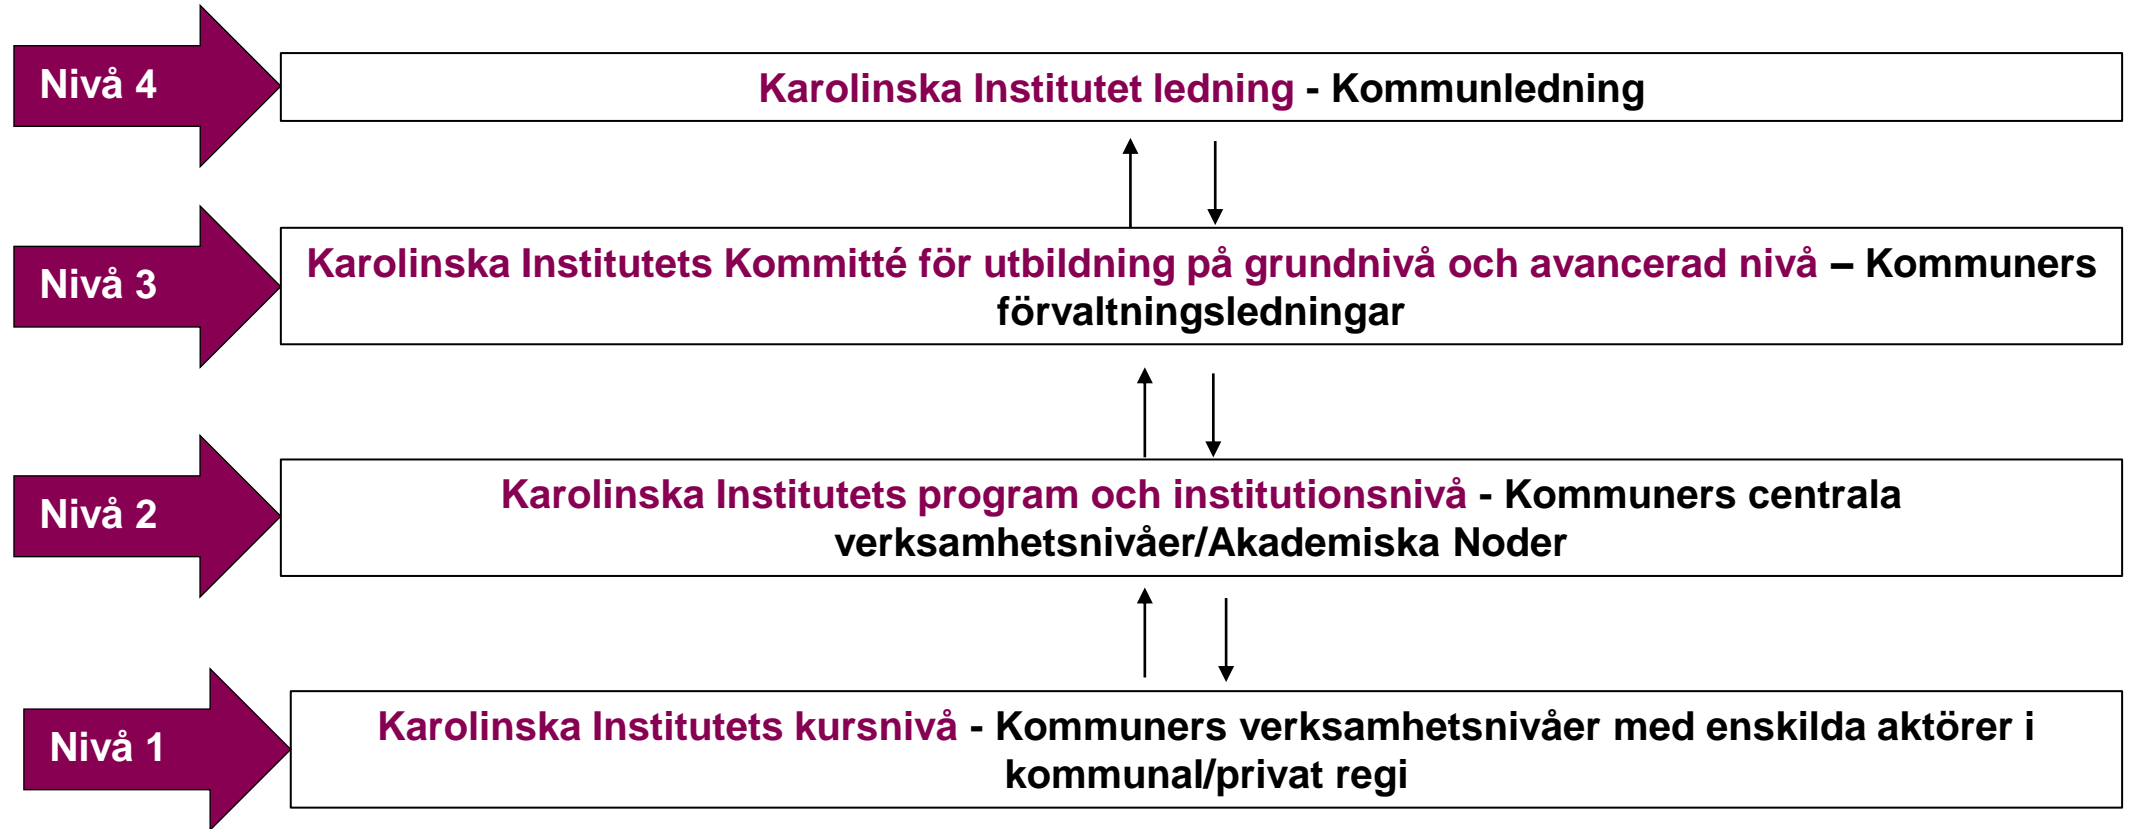 Nivå 4
Karolinska Institutet ledning - Kommunledning
Nivå 3
Karolinska Institutets Kommitté för utbildning på grundnivå och avancerad nivå – Kommuners
förvaltningsledningar
Nivå 2
Karolinska Institutets program och institutionsnivå - Kommuners centrala
verksamhetsnivåer/Akademiska Noder
Nivå 1
Karolinska Institutets kursnivå - Kommuners verksamhetsnivåer med enskilda aktörer i
kommunal/privat regi